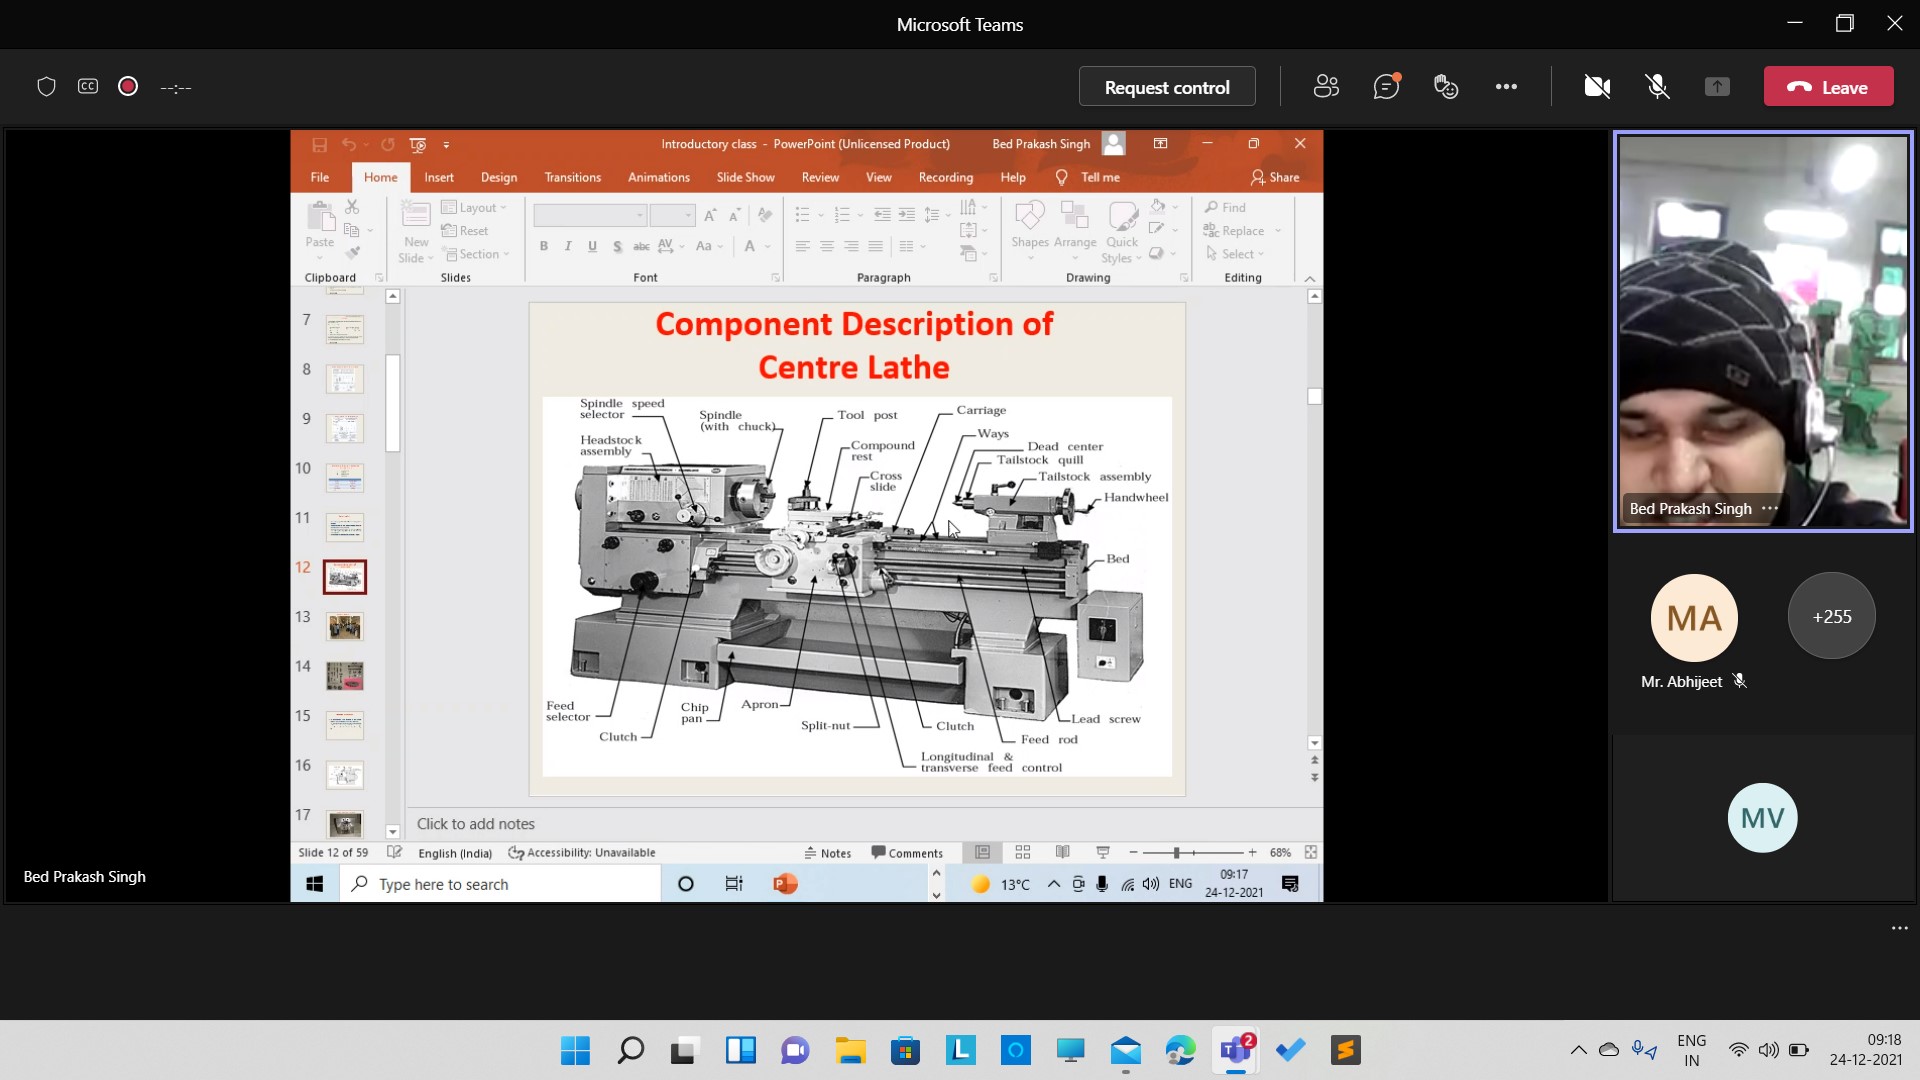 Microsoft Teams
CC
--:--
Request control
Leave
Introductory class - PowerPoint (Unlicensed Product)
Bed Prakash Singh
File Home Insert Design Transitions Animations Slide Show Review View Recording Help Tell me Share
Paste
Clipboard
New
Slide
Layout
Reset
Section
Slides
B I U S abc AV Aa A
Font
Paragraph
Shapes
Arrange
Quick
Styles
Drawing
Find
Replace
Select
Editing
7
8
9
10
11
12
13
14
15
16
17
Component Description of
Centre Lathe
Spindle speed
selector
Spindle
(with chuck)
Tool post
Carriage
Headstock
assembly
Compound
rest
Ways
Dead center
Tailstock quill
Cross
slide
Tailstock assembly
Handwheel
Bed
Feed
selector
Chip
pan
Apron
Clutch
Split-nut
Clutch
Lead screw
Feed rod
Longitudinal &
transverse feed control
Click to add notes
Slide 12 of 59
English (India)
Accessibility: Unavailable
Notes
Comments
68%
Type here to search
13°C
ENG
09:17
24-12-2021
Bed Prakash Singh
Bed Prakash Singh
MA
+255
Mr. Abhijeet
MV
2
ENG
IN
09:18
24-12-2021